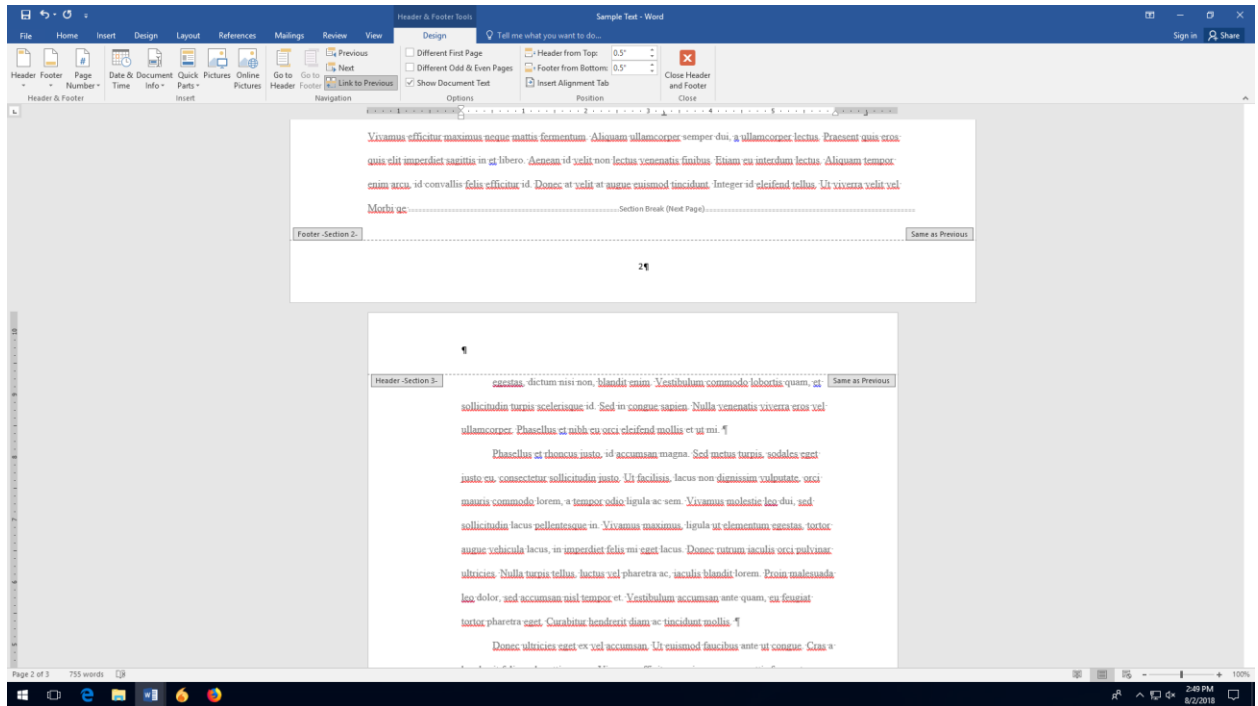 Header & Footer Tools
Sample Text - Word
File Home Insert Design Layout References Mailings Review View Design Tell me what you want to do... Sign in Share
Header Footer Page Number Date & Time Document Info Quick Parts Pictures Online Pictures Go to Header Go to Footer
Previous
Next
Link to Previous
Different First Page
Different Odd & Even Pages
Show Document Text
Header from Top: 0.5"
Footer from Bottom: 0.5"
Insert Alignment Tab
Close Header and Footer
Header & Footer Insert Navigation Options Position Close
Vivamus efficitur maximus neque mattis fermentum. Aliquam ullamcorper semper dui, a ullamcorper lectus. Praesent quis eros
quis elit imperdiet sagittis in et libero. Aenean id velit non lectus venenatis finibus. Etiam eu interdum lectus. Aliquam tempor
enim arcu, id convallis felis efficitur id. Donec at velit at augue euismod tincidunt. Integer id eleifend tellus. Ut viverra velit vel
Morbi qe Section Break (Next Page)
Footer -Section 2- Same as Previous
2¶
¶
Header -Section 3- Same as Previous
egestas, dictum nisi non, blandit enim. Vestibulum commodo lobortis quam, et
sollicitudin turpis scelerisque id. Sed in congue sapien. Nulla venenatis viverra eros vel
ullamcorper. Phasellus et nibh eu orci eleifend mollis et ut mi. ¶
Phasellus et rhoncus justo, id accumsan magna. Sed metus turpis, sodales eget
justo eu, consectetur sollicitudin justo. Ut facilisis, lacus non dignissim vulputate, orci
mauris commodo lorem, a tempor odio ligula ac sem. Vivamus molestie leo dui, sed
sollicitudin lacus pellentesque in. Vivamus maximus, ligula ut elementum egestas, tortor
augue vehicula lacus, in imperdiet felis mi eget lacus. Donec rutrum iaculis orci pulvinar
ultricies. Nulla turpis tellus, luctus vel pharetra ac, iaculis blandit lorem. Proin malesuada
leo dolor, sed accumsan nisl tempor et. Vestibulum accumsan ante quam, eu feugiat
tortor pharetra eget. Curabitur hendrerit diam ac tincidunt mollis. ¶
Donec ultricies eget ex vel accumsan. Ut euismod faucibus ante ut congue. Cras a
Page 2 of 3 755 words 100%
2:49 PM
8/2/2018